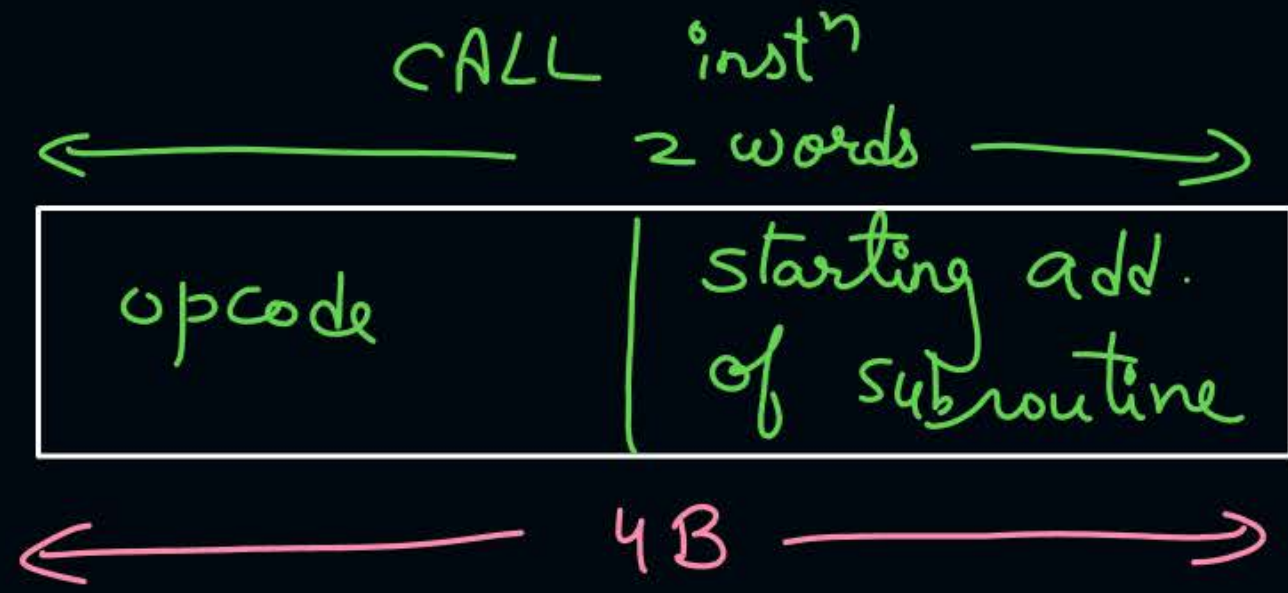 CALL instⁿ
2 words
opcode
starting add.
of subroutine
4B